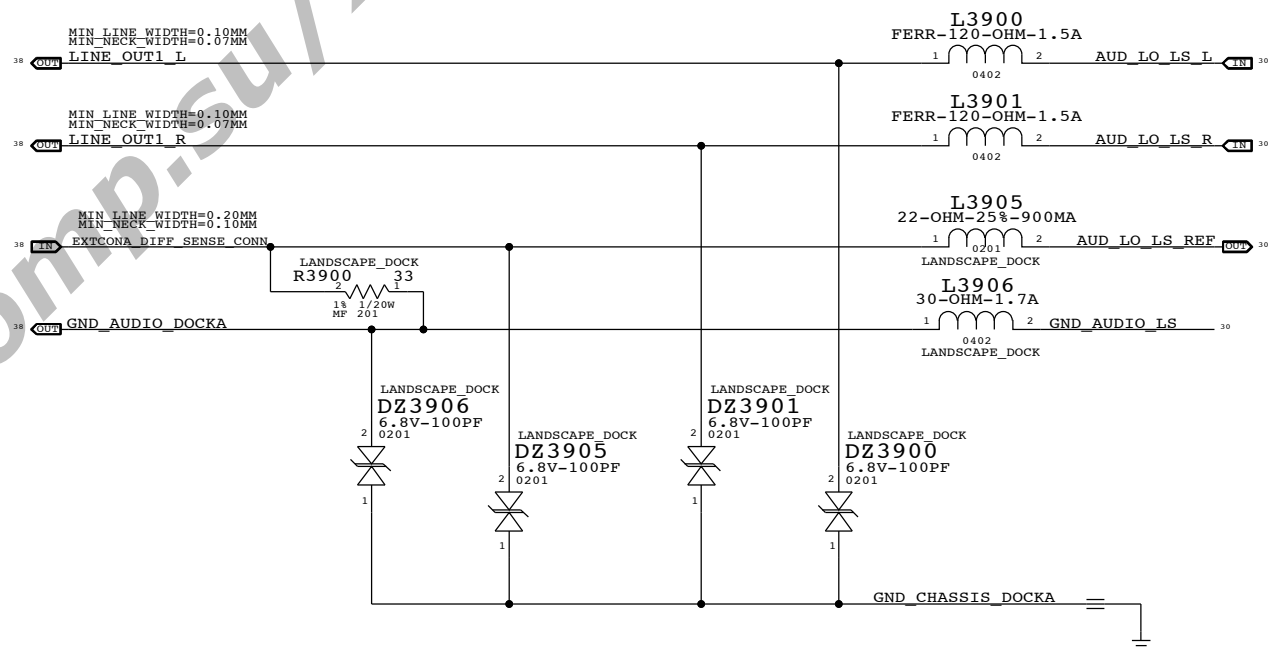 L3900
MIN_LINE_WIDTH=0.10MM
MIN_NECK_WIDTH=0.07MM
FERR-120-OHM-1.5A
38 OUT LINE_OUT1_L
1 2 AUD_LO_LS_L IN 30
0402
L3901
MIN_LINE_WIDTH=0.10MM
MIN_NECK_WIDTH=0.07MM
FERR-120-OHM-1.5A
38 OUT LINE_OUT1_R
1 2 AUD_LO_LS_R IN 30
0402
L3905
MIN_LINE_WIDTH=0.20MM
MIN_NECK_WIDTH=0.10MM
22-OHM-25%-900MA
38 IN EXTCONA_DIFF_SENSE_CONN
1 2 AUD_LO_LS_REF OUT 30
0201
LANDSCAPE_DOCK
LANDSCAPE_DOCK
R3900 33
2 1
1% 1/20W
MF 201
L3906
30-OHM-1.7A
38 OUT GND_AUDIO_DOCKA
1 2 GND_AUDIO_LS 30
0402
LANDSCAPE_DOCK
LANDSCAPE_DOCK
DZ3906
6.8V-100PF
2 0201
1
LANDSCAPE_DOCK
DZ3905
6.8V-100PF
2 0201
1
LANDSCAPE_DOCK
DZ3901
6.8V-100PF
2 0201
1
LANDSCAPE_DOCK
DZ3900
6.8V-100PF
2 0201
1
GND_CHASSIS_DOCKA
omp.su/